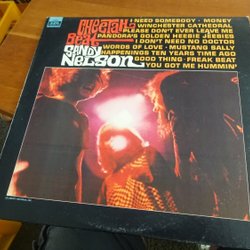 CHEETAH
BEAT
SANDY
NELSON
I NEED SOMEBODY - MONEY
WINCHESTER CATHEDRAL
PLEASE DON'T EVER LEAVE ME
PANDORA'S GOLDEN HEEBIE JEEBIES
I DON'T NEED NO DOCTOR
WORDS OF LOVE - MUSTANG SALLY
HAPPENINGS TEN YEARS TIME AGO
GOOD THING - FREAK BEAT
YOU GOT ME HUMMIN'